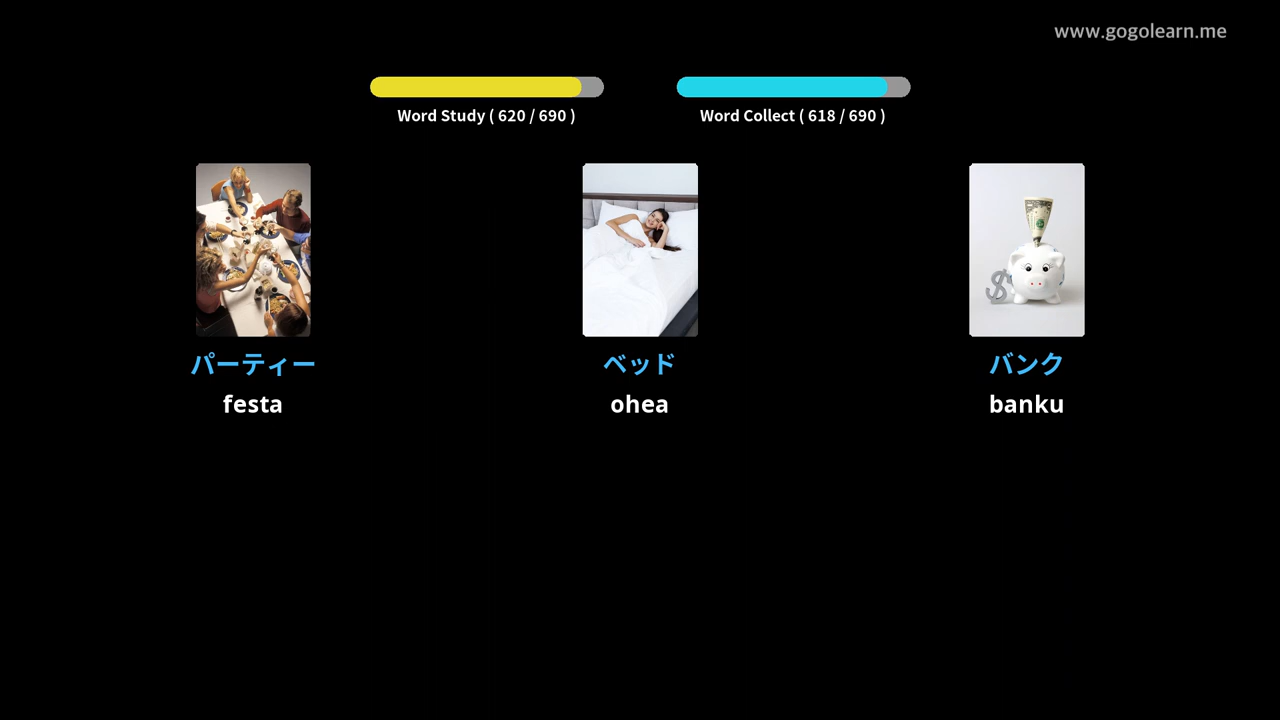 www.gogolearn.me
Word Study ( 620 / 690 )
Word Collect ( 618 / 690 )
パーティー
festa
ベッド
ohea
バンク
banku